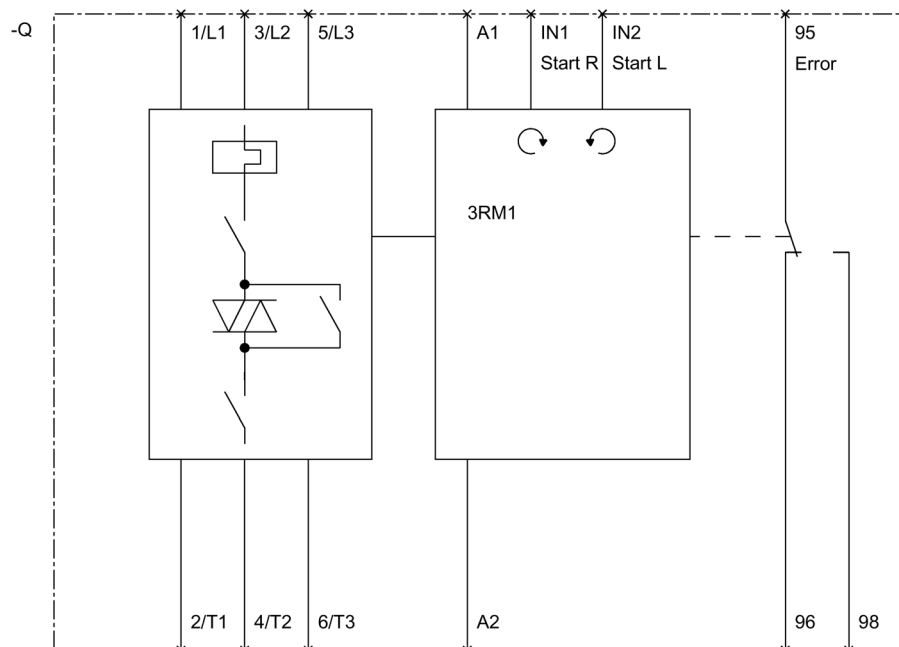 -Q
1/L1 3/L2 5/L3 A1 IN1 IN2 95
Start R Start L Error
3RM1
2/T1 4/T2 6/T3 A2 96 98